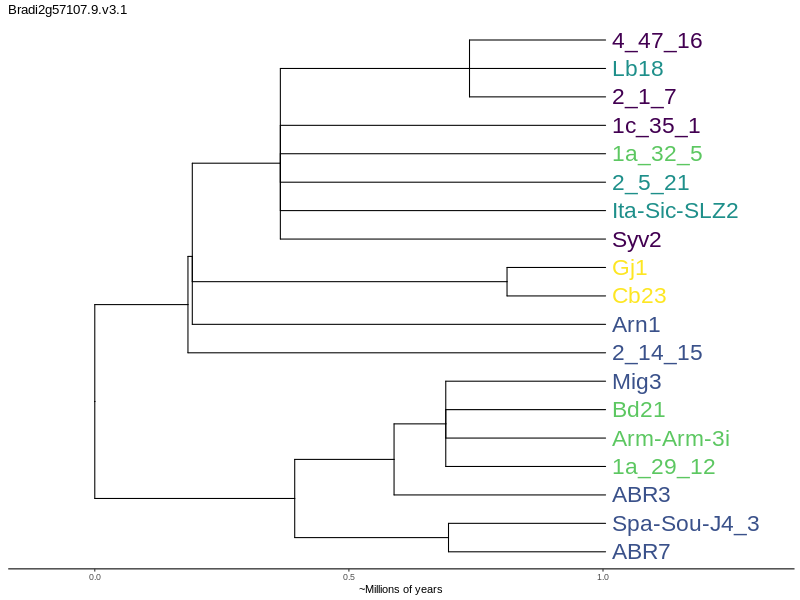 Bradi2g57107.9.v3.1
4_47_16
Lb18
2_1_7
1c_35_1
1a_32_5
2_5_21
Ita-Sic-SLZ2
Syv2
Gj1
Cb23
Arn1
2_14_15
Mig3
Bd21
Arm-Arm-3i
1a_29_12
ABR3
Spa-Sou-J4_3
ABR7
0.0 0.5 1.0
~Millions of years